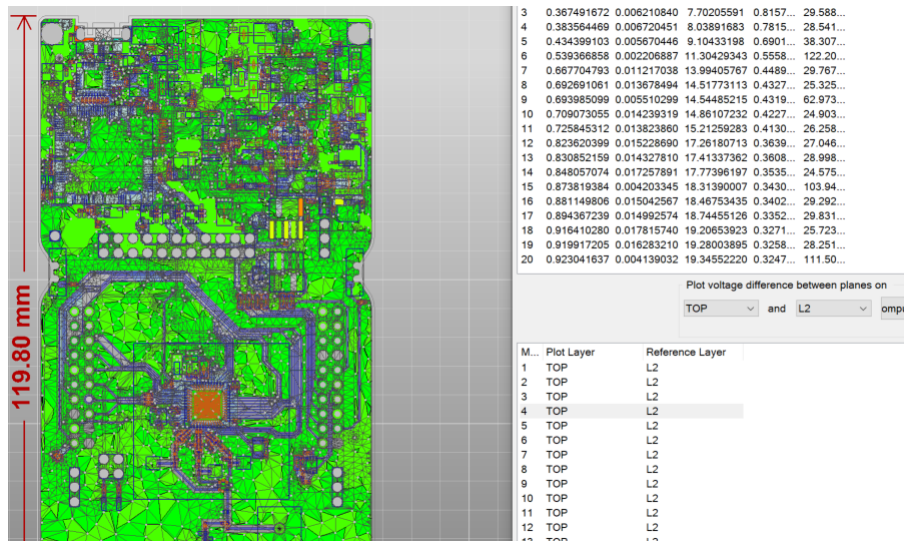 119.80 mm
3 0.367491672 0.006210840 7.70205591 0.8157... 29.588...
4 0.383564469 0.006720451 8.03891683 0.7815... 28.541...
5 0.434399103 0.005670446 9.10433198 0.6901... 38.307...
6 0.539366858 0.002206887 11.30429343 0.5558... 122.20...
7 0.667704793 0.011217038 13.99405767 0.4489... 29.767...
8 0.692691061 0.013678494 14.51773113 0.4327... 25.325...
9 0.693985099 0.005510299 14.54485215 0.4319... 62.973...
10 0.709073055 0.014239319 14.86107232 0.4227... 24.903...
11 0.725845312 0.013823860 15.21259283 0.4130... 26.258...
12 0.823620399 0.015228690 17.26180713 0.3639... 27.046...
13 0.830852159 0.014327810 17.41337362 0.3608... 28.998...
14 0.848057074 0.017257891 17.77396197 0.3535... 24.575...
15 0.873819384 0.004203345 18.31390007 0.3430... 103.94...
16 0.881149806 0.015042567 18.46753435 0.3402... 29.292...
17 0.894367239 0.014992574 18.74455126 0.3352... 29.831...
18 0.916410280 0.017815740 19.20653923 0.3271... 25.723...
19 0.919917205 0.016283210 19.28003895 0.3258... 28.251...
20 0.923041637 0.004139032 19.34552220 0.3247... 111.50...
Plot voltage difference between planes on
TOP and L2 ompu
M... Plot Layer Reference Layer
1 TOP L2
2 TOP L2
3 TOP L2
4 TOP L2
5 TOP L2
6 TOP L2
7 TOP L2
8 TOP L2
9 TOP L2
10 TOP L2
11 TOP L2
12 TOP L2
13 TOP L2